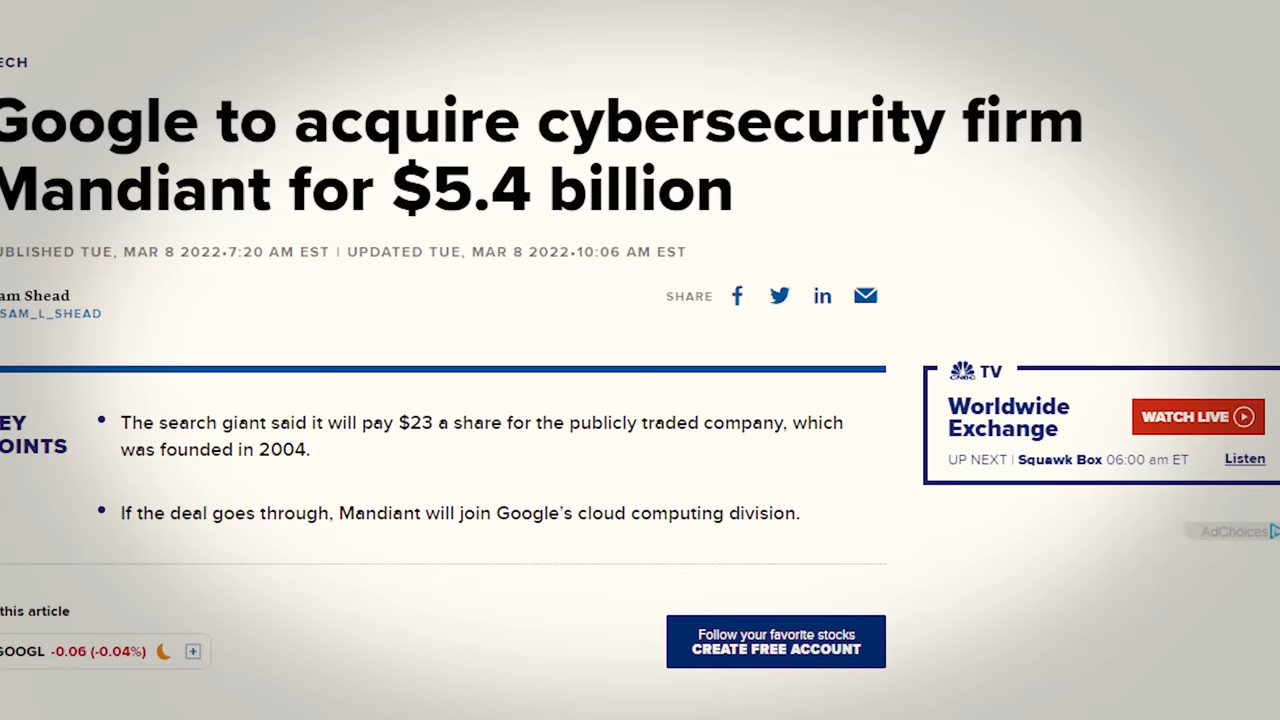 ECH
Google to acquire cybersecurity firm
Mandiant for $5.4 billion
UBLISHED TUE, MAR 8 2022•7:20 AM EST | UPDATED TUE, MAR 8 2022•10:06 AM EST
am Shead
SAM_L_SHEAD
SHARE
in
EY
OINTS
• The search giant said it will pay $23 a share for the publicly traded company, which
was founded in 2004.
• If the deal goes through, Mandiant will join Google’s cloud computing division.
CNBC TV
Worldwide
Exchange
WATCH LIVE
UP NEXT | Squawk Box 06:00 am ET
Listen
AdChoices
this article
GOOGL -0.06 (-0.04%)
Follow your favorite stocks
CREATE FREE ACCOUNT